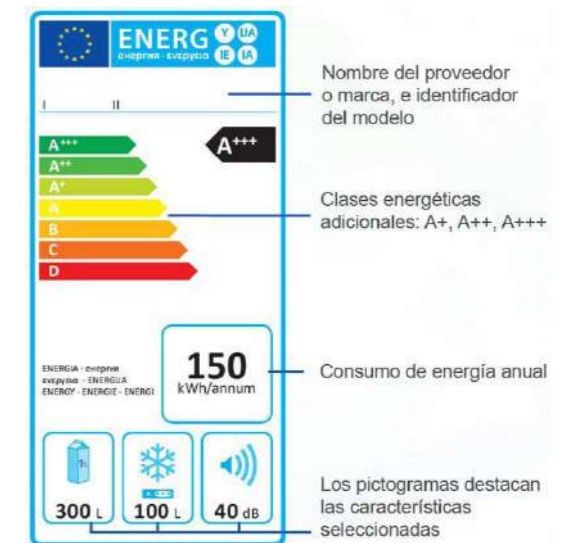 ENERG Y UA
енергия · ενεργεια IE IA
Nombre del proveedor
o marca, e identificador
del modelo
I II
A+++ A+++
A++
A+
A
B
C
D
Clases energéticas
adicionales: A+, A++, A+++
ENERGIA · енергия
ενεργεια · ENERGIJA
ENERGY · ENERGIE · ENERGI
150
kWh/annum
Consumo de energía anual
300 L 100 L 40 dB
Los pictogramas destacan
las características
seleccionadas